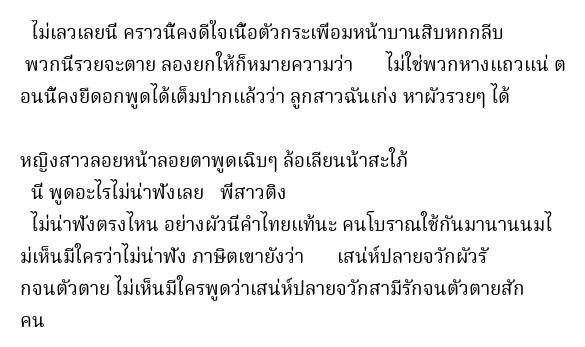 ไม่เลวเลยนี คราวนี้คงดีใจเนื้อตัวกระเพื่อมหน้าบานสิบหกกลีบ
พวกนี้รวยจะตาย ลองยกให้ก็หมายความว่า ไม่ใช่พวกหางแถวแน่ ต
อนนี้คงยืดอกพูดได้เต็มปากแล้วว่า ลูกสาวฉันเก่ง หาผัวรวยๆ ได้
หญิงสาวลอยหน้าลอยตาพูดเฉิบๆ ล้อเลียนน้าสะใภ้
นี พูดอะไรไม่น่าฟังเลย พี่สาวติง
ไม่น่าฟังตรงไหน อย่างผัวนี่คำไทยแท้นะ คนโบราณใช้กันมานานนมไ
ม่เห็นมีใครว่าไม่น่าฟัง ภาษิตเขายังว่า เสน่ห์ปลายจวักผัวรั
กจนตัวตาย ไม่เห็นมีใครพูดว่าเสน่ห์ปลายจวักสามีรักจนตัวตายสัก
คน